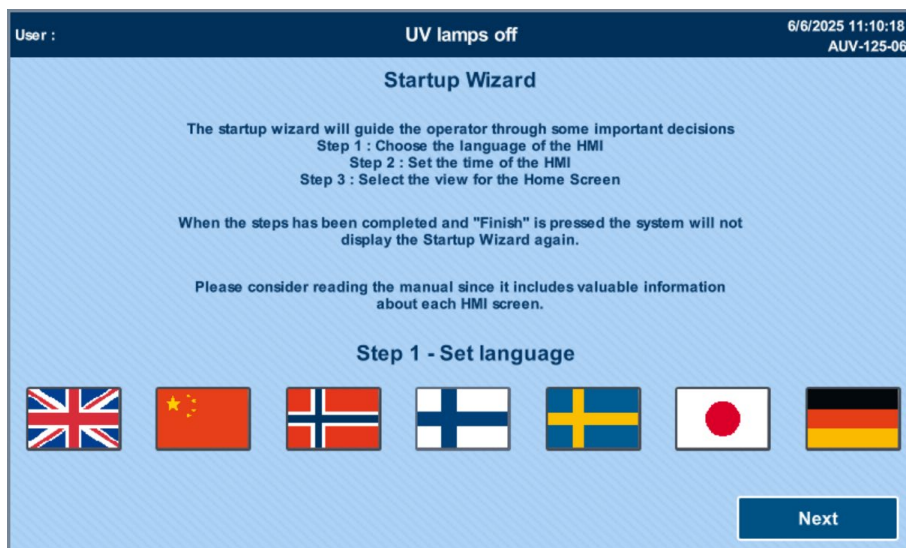 User :
UV lamps off
6/6/2025 11:10:18
AUV-125-06
Startup Wizard
The startup wizard will guide the operator through some important decisions
Step 1 : Choose the language of the HMI
Step 2 : Set the time of the HMI
Step 3 : Select the view for the Home Screen
When the steps has been completed and "Finish" is pressed the system will not
display the Startup Wizard again.
Please consider reading the manual since it includes valuable information
about each HMI screen.
Step 1 - Set language
Next